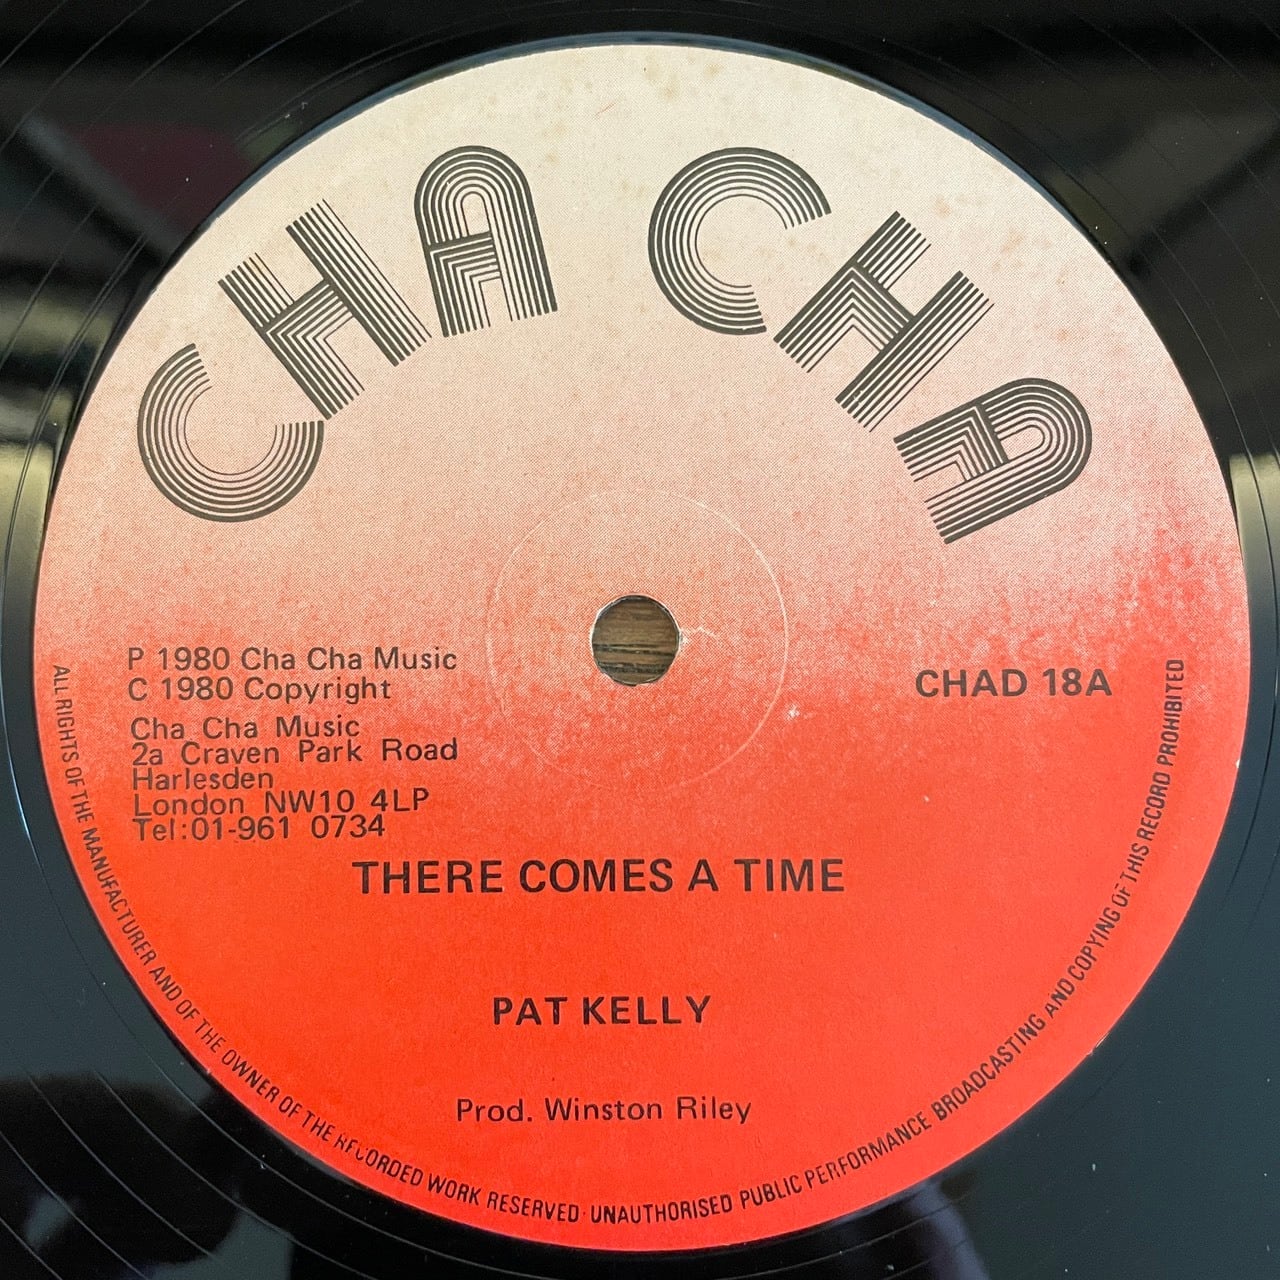 CHA CHA
P 1980 Cha Cha Music
C 1980 Copyright
Cha Cha Music
2a Craven Park Road
Harlesden
London NW10 4LP
Tel:01-961 0734
CHAD 18A
THERE COMES A TIME
PAT KELLY
Prod. Winston Riley
ALL RIGHTS OF THE MANUFACTURER AND OF THE OWNER OF THE RECORDED WORK RESERVED · UNAUTHORISED PUBLIC PERFORMANCE BROADCASTING AND COPYING OF THIS RECORD PROHIBITED